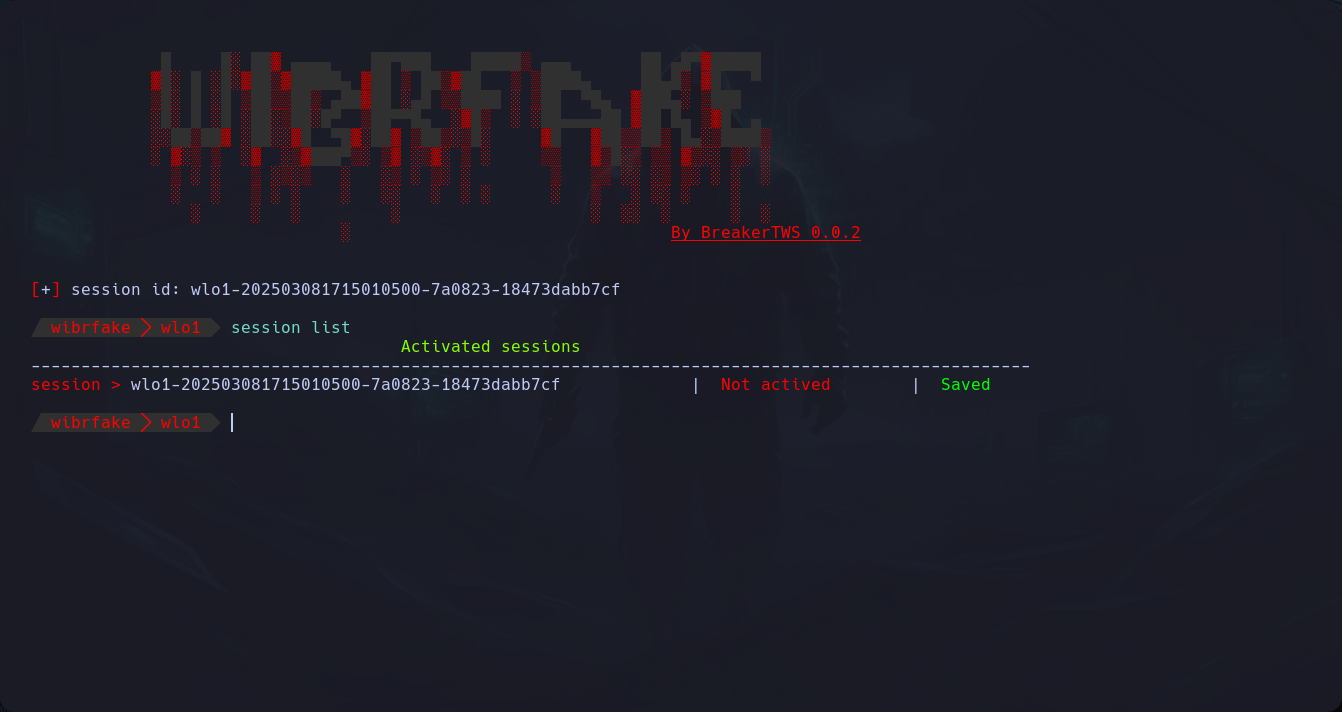 WIBRFAKE
By BreakerTWS 0.0.2
[+] session id: wlo1-202503081715010500-7a0823-18473dabb7cf
wibrfake > wlo1 session list
Activated sessions
----------------------------------------------------------------------------------------------------
session > wlo1-202503081715010500-7a0823-18473dabb7cf | Not actived | Saved
wibrfake > wlo1